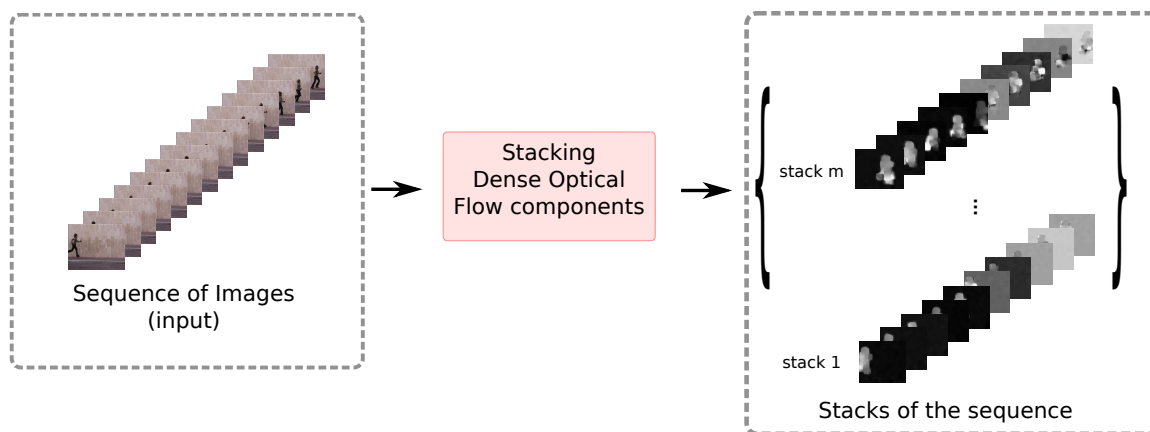 Sequence of Images
(input)
Stacking
Dense Optical
Flow components
stack m
...
stack 1
Stacks of the sequence